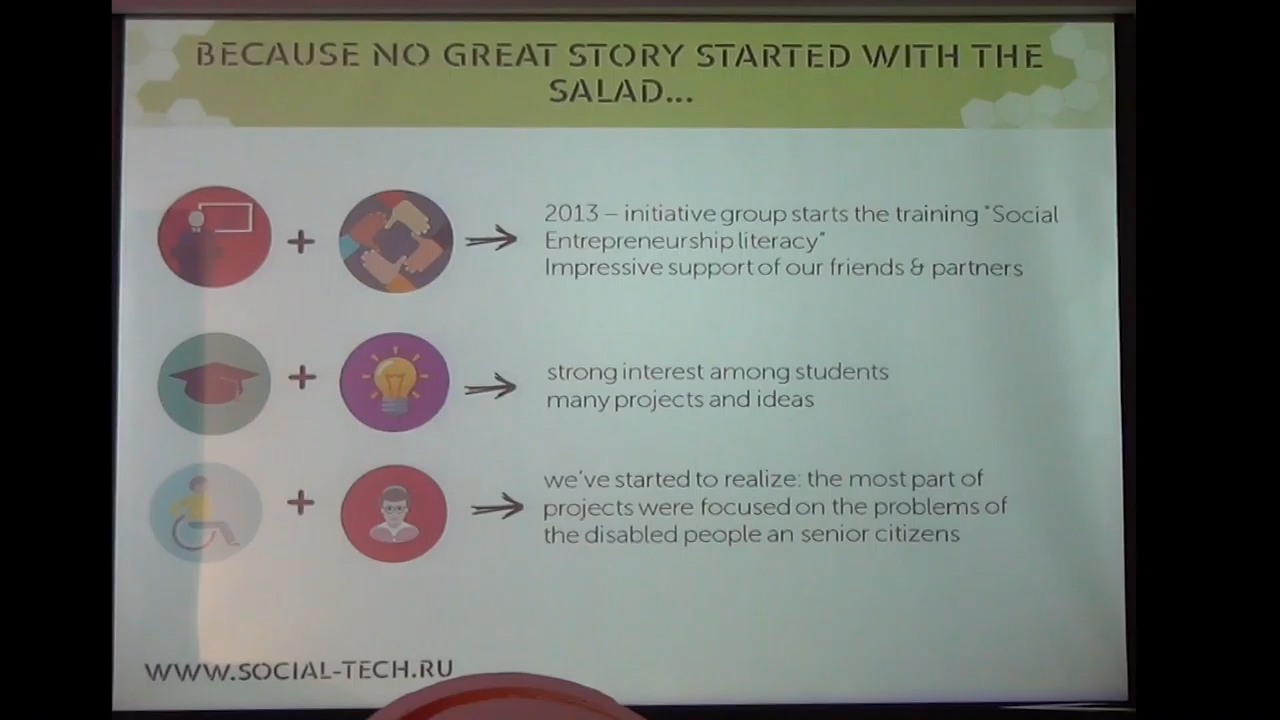 BECAUSE NO GREAT STORY STARTED WITH THE
SALAD...
2013 – initiative group starts the training "Social
Entrepreneurship literacy"
Impressive support of our friends & partners
strong interest among students
many projects and ideas
we've started to realize: the most part of
projects were focused on the problems of
the disabled people an senior citizens
WWW.SOCIAL-TECH.RU